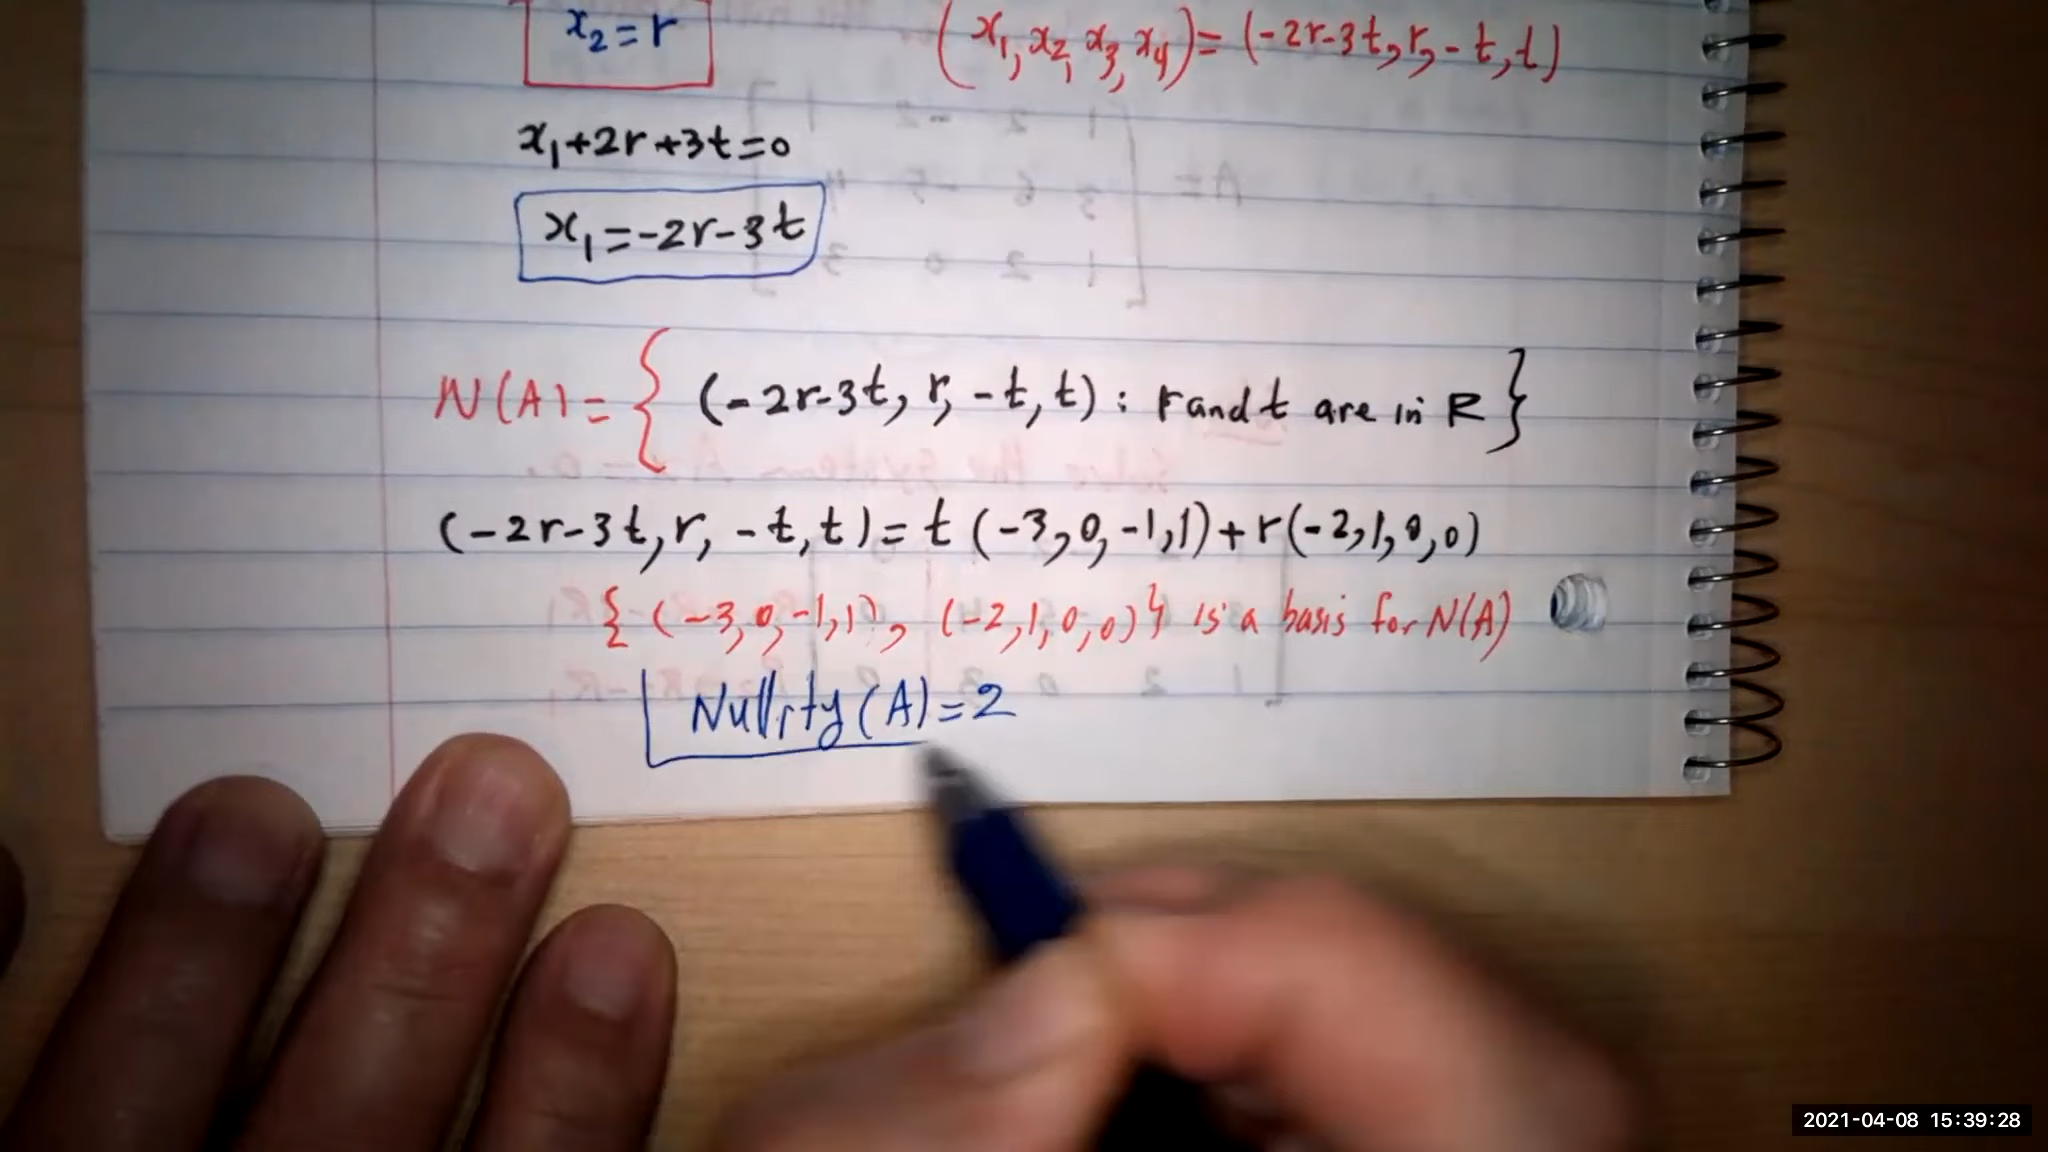 x₂=r
(x₁, x₂, x₃, x₄)=(-2r-3t, r, -t, t)
x₁+2r+3t=0
x₁=-2r-3t
N(A)={ (-2r-3t, r, -t, t) : r and t are in R }
(-2r-3t, r, -t, t)= t (-3, 0, -1, 1)+r(-2, 1, 0, 0)
{ (-3, 0, -1, 1), (-2, 1, 0, 0) } is a basis for N(A)
Nullity(A)=2
2021-04-08 15:39:28